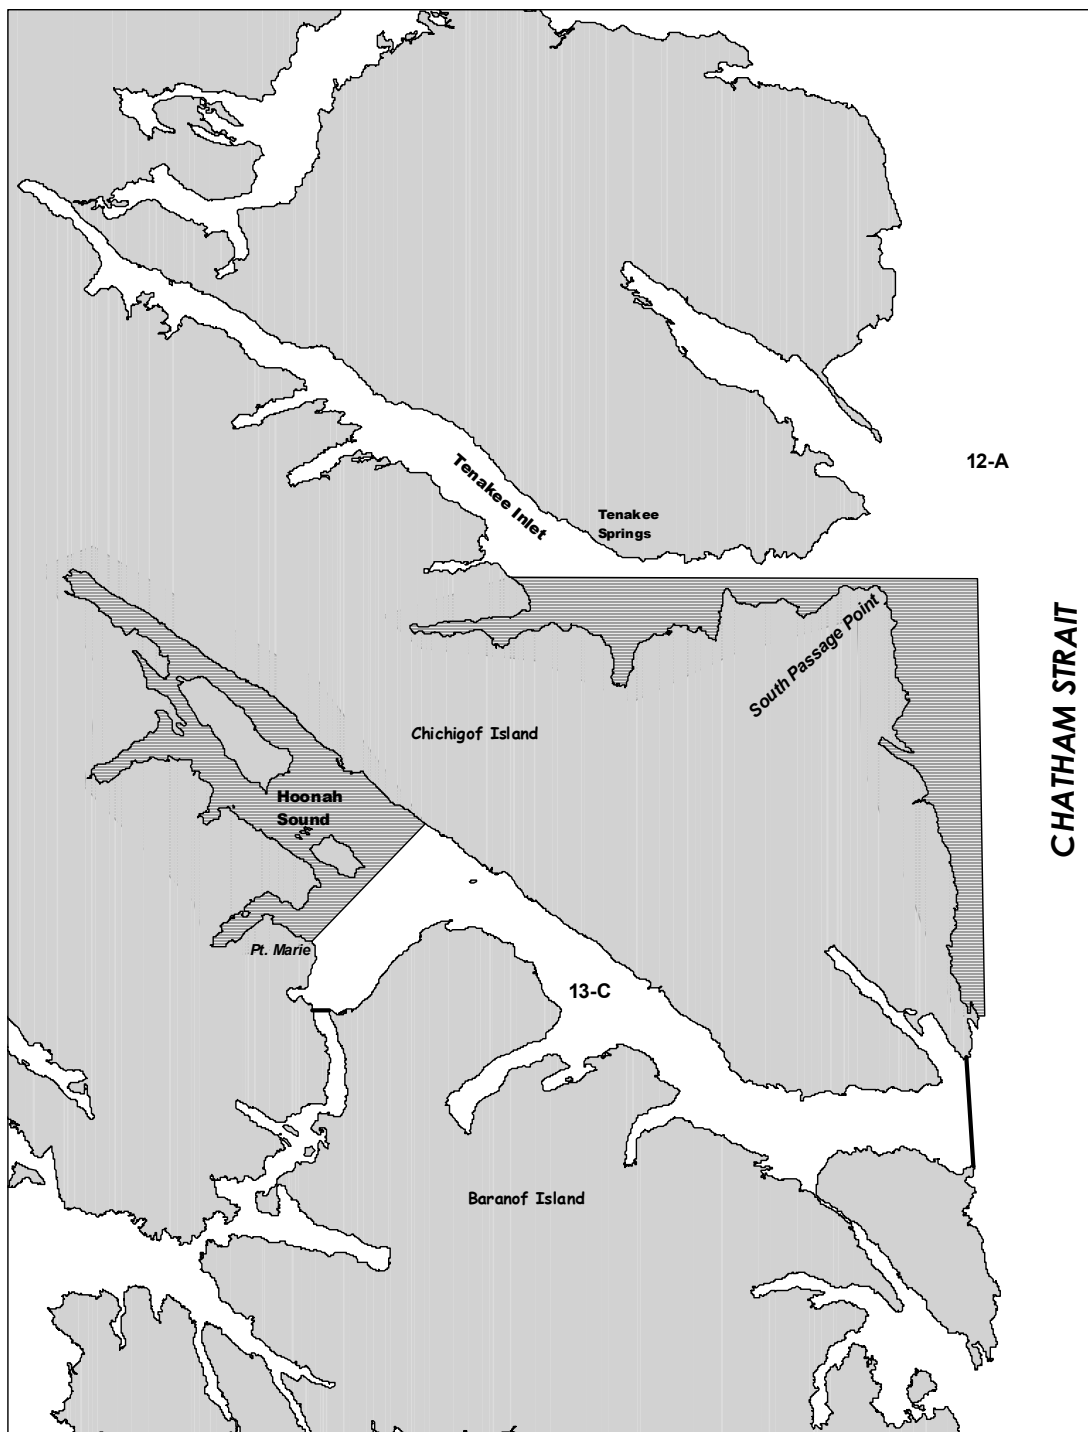 12-A
Tenakee Inlet
Tenakee
Springs
CHATHAM STRAIT
South Passage Point
Chichigof Island
Hoonah
Sound
Pt. Marie
13-C
Baranof Island